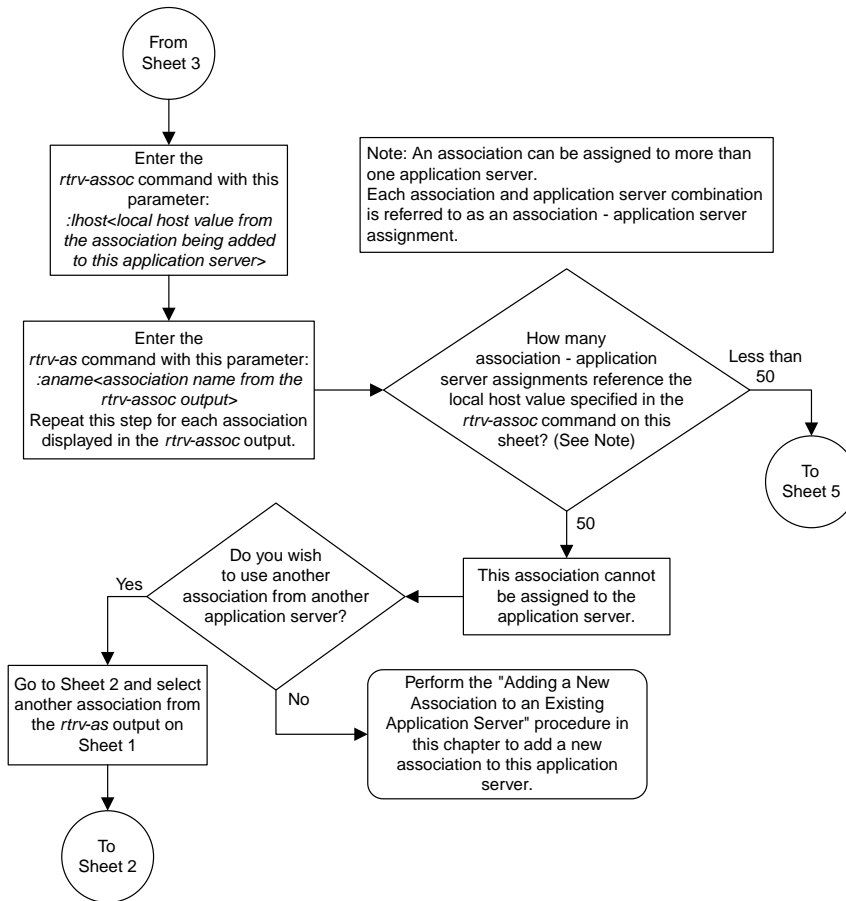 From
Sheet 3
Enter the
rtrv-assoc command with this
parameter:
:lhost<local host value from
the association being added
to this application server>
Note: An association can be assigned to more than
one application server.
Each association and application server combination
is referred to as an association - application server
assignment.
Enter the
rtrv-as command with this parameter:
:aname<association name from the
rtrv-assoc output>
Repeat this step for each association
displayed in the rtrv-assoc output.
How many
association - application
server assignments reference the
local host value specified in the
rtrv-assoc command on this
sheet? (See Note)
Less than
50
To
Sheet 5
50
This association cannot
be assigned to the
application server.
Do you wish
to use another
association from another
application server?
Yes
No
Go to Sheet 2 and select
another association from
the rtrv-as output on
Sheet 1
Perform the "Adding a New
Association to an Existing
Application Server" procedure in
this chapter to add a new
association to this application
server.
To
Sheet 2